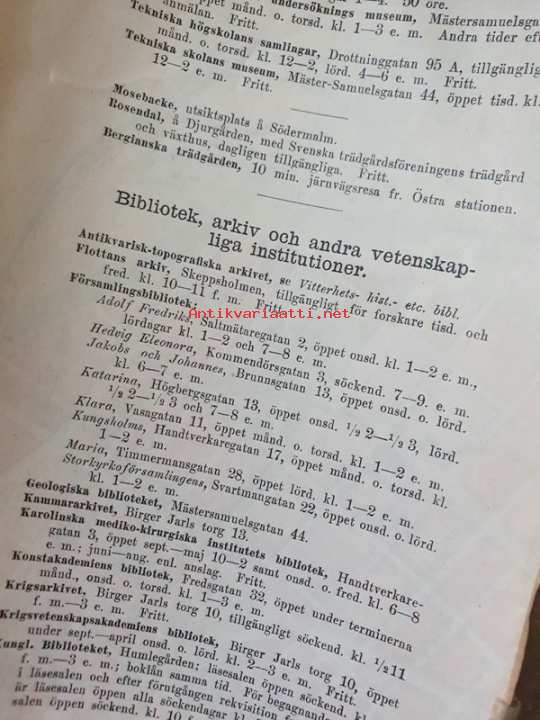 undersöknings museum, Mästersamuelsga
anmälan. Fritt. öppet månd. o. torsd. kl. 1—3 e. m. Andra tider ef
Tekniska högskolans samlingar, Drottninggatan 95 A, tillgänglig
månd. o. torsd. kl. 12—2, lörd. 4—6 e. m. Fritt.
Tekniska skolans museum, Mäster-Samuelsgatan 44, öppet tisd. kl.
12—2 e. m. Fritt.
Mosebacke, utsiktsplats å Södermalm.
Rosendal, å Djurgården, med Svenska trädgårdsföreningens trädgård
och växthus, dagligen tillgängliga. Fritt.
Bergianska trädgården, 10 min. järnvägsresa fr. Östra stationen.
Bibliotek, arkiv och andra vetenskap-
liga institutioner.
Antikvarisk-topografiska arkivet, se Vitterhets- hist.- etc. bibl.
Flottans arkiv, Skeppsholmen, tillgängligt för forskare tisd. och
fred. kl. 10—11 f. m. Fritt.
Församlingsbibliotek:
Adolf Fredriks, Saltmätaregatan 2, öppet onsd. kl. 1—2 e. m.,
lördagar kl. 1—2 och 7—8 e. m.
Hedvig Eleonora, Kommendörsgatan 3, söckend. 7—9. e. m.
Jakobs och Johannes, Brunnsgatan 13, öppet onsd. o. lörd.
kl. 6—7 e. m.
Katarina, Högbergsgatan 13, öppet onsd. 1/2 2—1/2 3, lörd.
1/2 2—1/2 3 och 7—8 e. m.
Klara, Vasagatan 11, öppet månd. o. torsd. kl. 1—2 e. m.
Kungsholms, Handtverkaregatan 17, öppet månd. o. torsd. kl.
1—2 e. m.
Maria, Timmermansgatan 28, öppet lörd. kl. 1—2 e. m.
Storkyrkoförsamlingens, Svartmangatan 22, öppet onsd. o. lörd.
kl. 1—2 e. m.
Geologiska biblioteket, Mästersamuelsgatan 44.
Kammararkivet, Birger Jarls torg 13.
Karolinska mediko-kirurgiska institutets bibliotek, Handtverkare-
gatan 3, öppet sept.—maj 10—2 samt onsd. o. fred. kl. 6—8
e. m.; juni—aug. enl. anslag. Fritt.
Konstakademiens bibliotek, Fredsgatan 32, öppet under terminerna
månd., onsd. o. torsd. kl. 1—3 e. m.
Krigsarkivet, Birger Jarls torg 10, tillgängligt söckend. kl. 1/2 11
f. m.—3 e. m. Fritt.
Krigsvetenskapsakademiens bibliotek, Birger Jarls torg 10, öppet
under sept.—april onsd. o. lörd. kl. 2—3 e. m. Fritt.
Kungl. Biblioteket, Humlegården; läsesalen öppen söckend. kl.
f. m.—3 e. m.; boklån samma tid. För begagnande
i läsesalen och efter förutgången rekvisition
är läsesalen öppen alla söckendagar kl.
salen öppen söckend. kl. 10 f.
Antikvariaatti.net